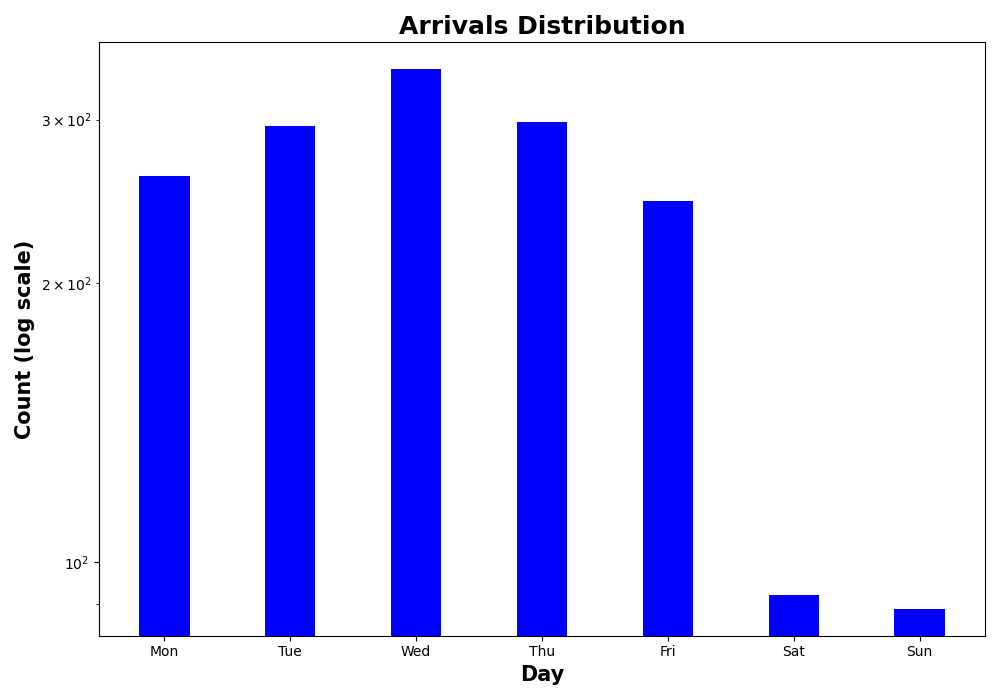 Arrivals Distribution
Count (log scale)
3 × 10²
2 × 10²
10²
Mon Tue Wed Thu Fri Sat Sun
Day